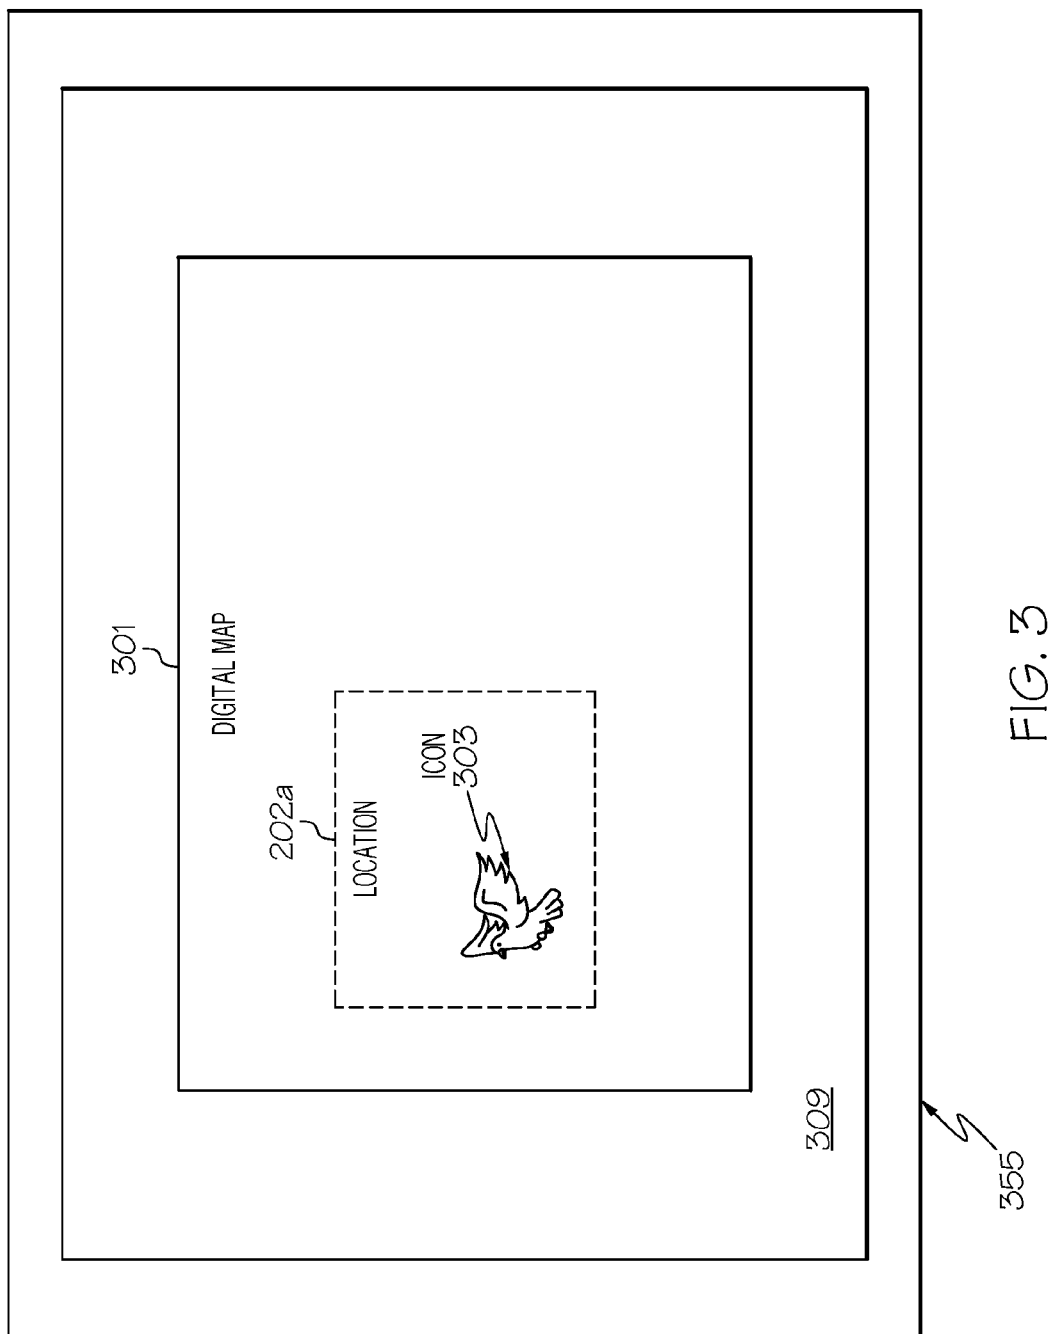 301
DIGITAL MAP
202a
LOCATION
ICON
303
309
355
FIG. 3